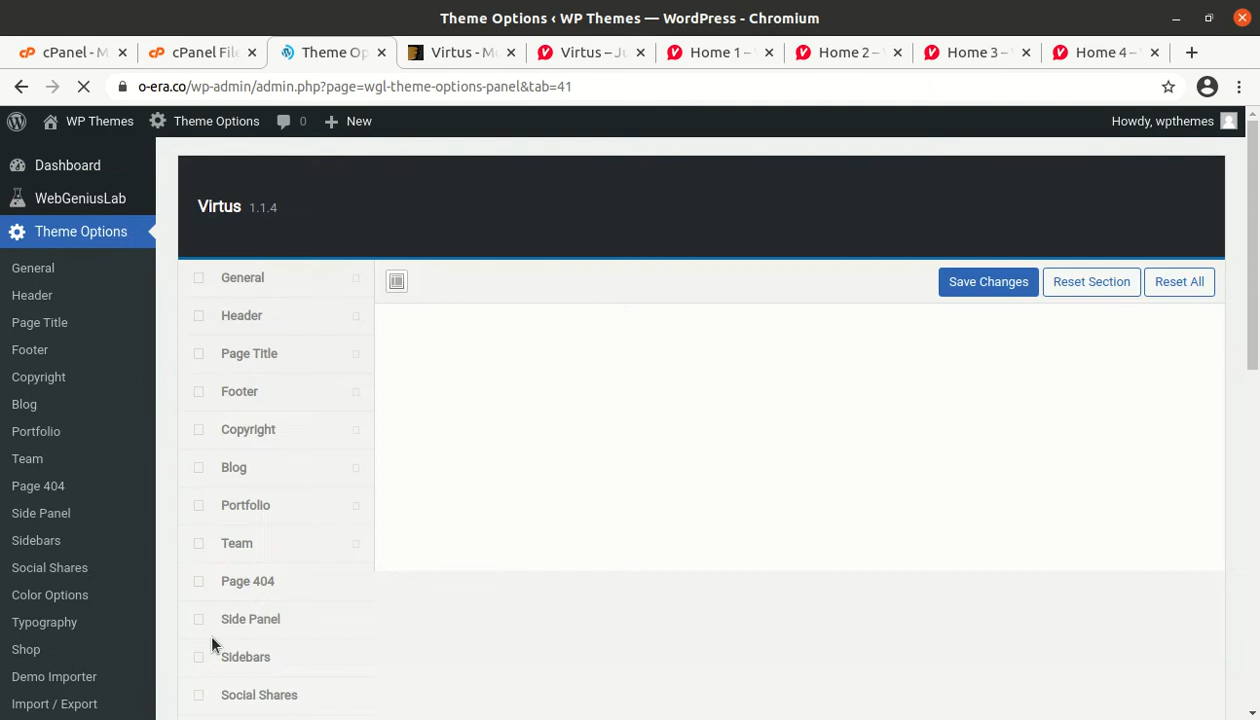 Theme Options ‹ WP Themes — WordPress - Chromium
cPanel - M
cPanel File
Theme Op
Virtus - Mo
Virtus – Ju
Home 1 –
Home 2 –
Home 3 –
Home 4 –
o-era.co/wp-admin/admin.php?page=wgl-theme-options-panel&tab=41
WP Themes
Theme Options
0
New
Howdy, wpthemes
Dashboard
WebGeniusLab
Theme Options
General
Header
Page Title
Footer
Copyright
Blog
Portfolio
Team
Page 404
Side Panel
Sidebars
Social Shares
Color Options
Typography
Shop
Demo Importer
Import / Export
Virtus 1.1.4
General
Header
Page Title
Footer
Copyright
Blog
Portfolio
Team
Page 404
Side Panel
Sidebars
Social Shares
Save Changes
Reset Section
Reset All